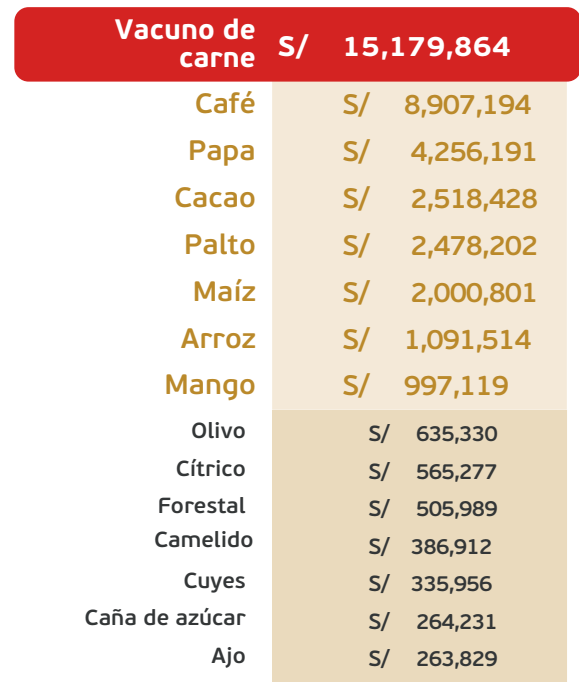 Vacuno de
carne S/ 15,179,864
Café S/ 8,907,194
Papa S/ 4,256,191
Cacao S/ 2,518,428
Palto S/ 2,478,202
Maíz S/ 2,000,801
Arroz S/ 1,091,514
Mango S/ 997,119
Olivo S/ 635,330
Cítrico S/ 565,277
Forestal S/ 505,989
Camelido S/ 386,912
Cuyes S/ 335,956
Caña de azúcar S/ 264,231
Ajo S/ 263,829